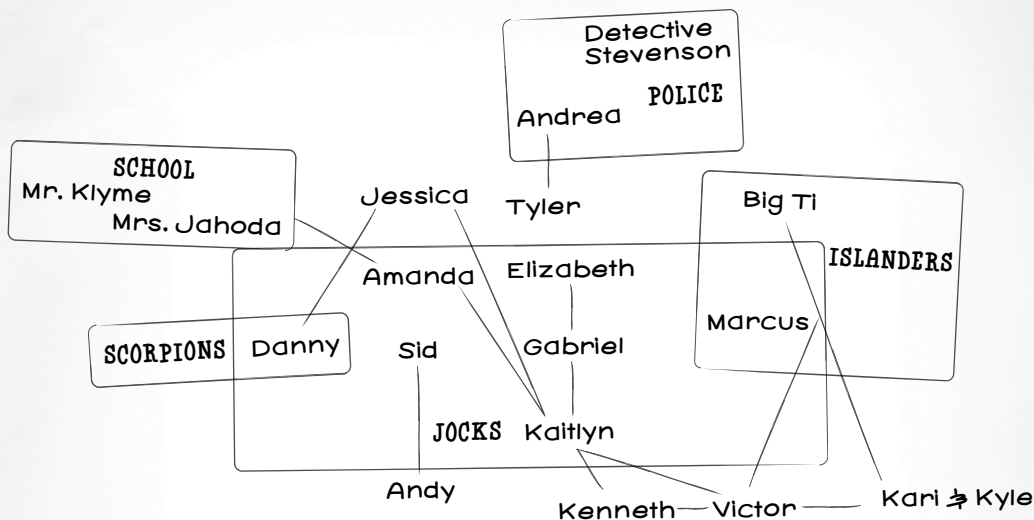 Detective
Stevenson
POLICE
Andrea
SCHOOL
Mr. Klyme
Mrs. Jahoda
Jessica
Tyler
Big Ti
ISLANDERS
Amanda
Elizabeth
Marcus
SCORPIONS
Danny
Sid
Gabriel
JOCKS
Kaitlyn
Andy
Kenneth
Victor
Kari & Kyle